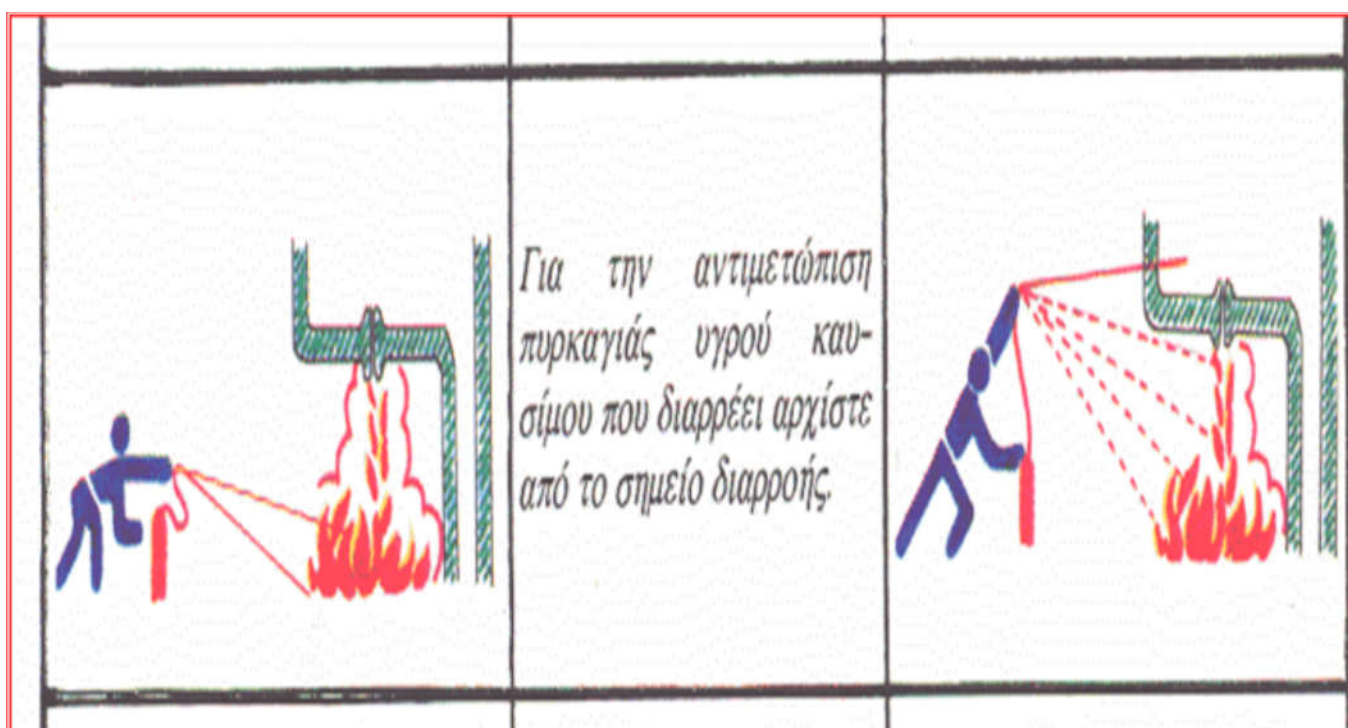 Για την αντιμετώπιση
πυρκαγιάς υγρού καυ-
σίμου που διαρρέει αρχίστε
από το σημείο διαρροής.